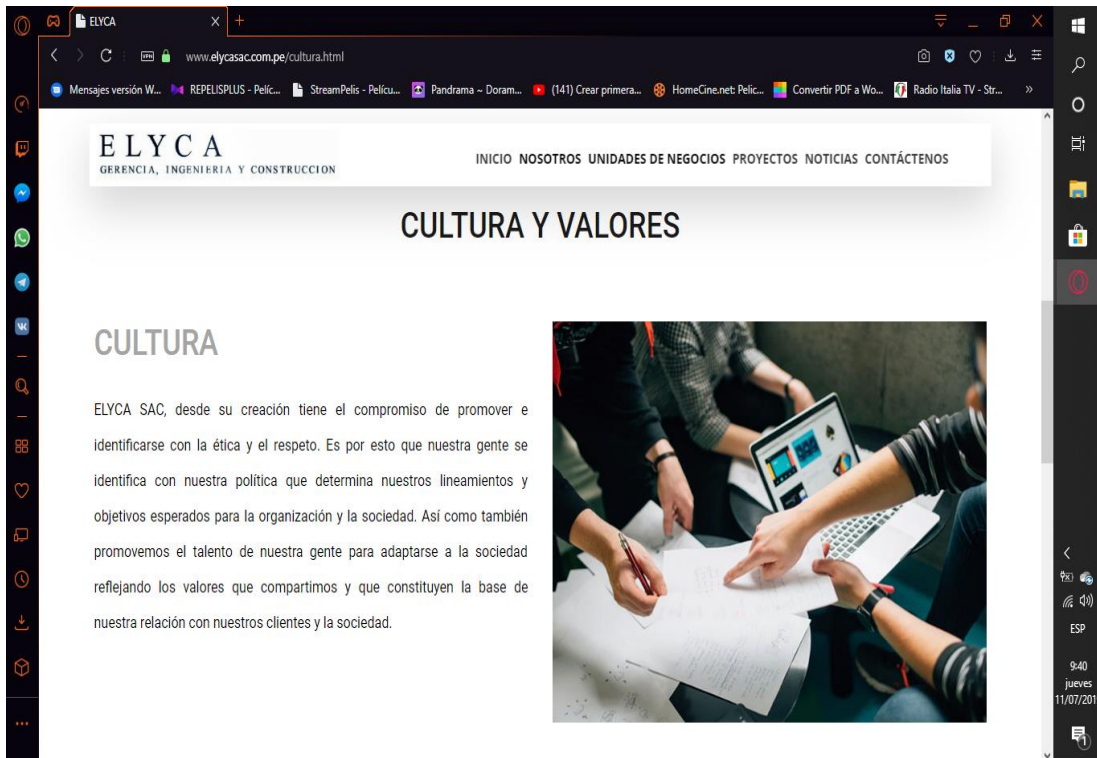 ELYCA
www.elycasac.com.pe/cultura.html
Mensajes versión W... REPELISPLUS - Pelíc... StreamPelis - Pelícu... Pandrama ~ Doram... (141) Crear primera... HomeCine.net: Pelic... Convertir PDF a Wo... Radio Italia TV - Str... »
ELYCA
GERENCIA, INGENIERIA Y CONSTRUCCION
INICIO NOSOTROS UNIDADES DE NEGOCIOS PROYECTOS NOTICIAS CONTÁCTENOS
CULTURA Y VALORES
CULTURA
ELYCA SAC, desde su creación tiene el compromiso de promover e
identificarse con la ética y el respeto. Es por esto que nuestra gente se
identifica con nuestra política que determina nuestros lineamientos y
objetivos esperados para la organización y la sociedad. Así como también
promovemos el talento de nuestra gente para adaptarse a la sociedad
reflejando los valores que compartimos y que constituyen la base de
nuestra relación con nuestros clientes y la sociedad.
ESP
9:40
jueves
11/07/201
1